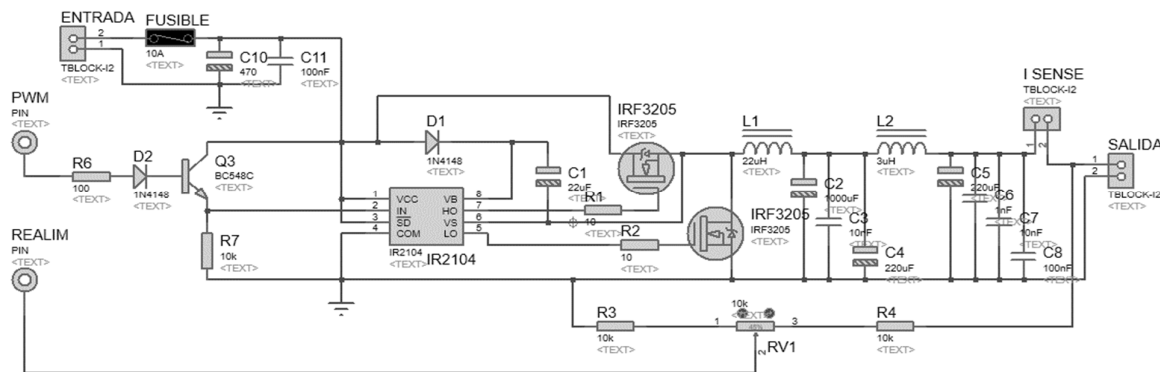 ENTRADA
2
1
TBLOCK-I2
<TEXT>
FUSIBLE
10A
<TEXT>
C10
470
<TEXT>
C11
100nF
<TEXT>
I SENSE
TBLOCK-I2
<TEXT>
1
2
SALIDA
1
2
TBLOCK-I2
<TEXT>
PWM
PIN
<TEXT>
R6
100
<TEXT>
D2
1N4148
<TEXT>
Q3
BC548C
<TEXT>
D1
1N4148
<TEXT>
C1
22uF
<TEXT>
IRF3205
IRF3205
<TEXT>
L1
22uH
<TEXT>
L2
3uH
<TEXT>
C2
1000uF
<TEXT>
C3
10nF
<TEXT>
C4
220uF
<TEXT>
C5
220uF
<TEXT>
C6
1nF
<TEXT>
C7
10nF
<TEXT>
C8
100nF
<TEXT>
1 VCC VB 8
2 IN HO 7
3 SD VS 6
4 COM LO 5
IR2104
<TEXT>
IR2104
R1
10
<TEXT>
R2
10
<TEXT>
IRF3205
IRF3205
<TEXT>
R7
10k
<TEXT>
REALIM
PIN
<TEXT>
R3
10k
<TEXT>
10k
<TEXT>
1
3
2
RV1
R4
10k
<TEXT>